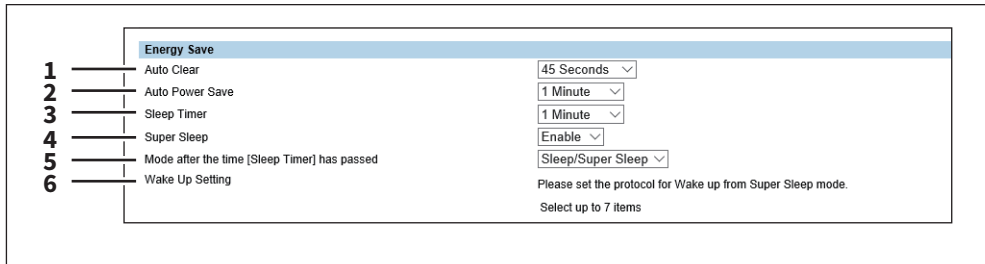 Energy Save
1 Auto Clear 45 Seconds
2 Auto Power Save 1 Minute
3 Sleep Timer 1 Minute
4 Super Sleep Enable
5 Mode after the time [Sleep Timer] has passed Sleep/Super Sleep
6 Wake Up Setting Please set the protocol for Wake up from Super Sleep mode.
Select up to 7 items